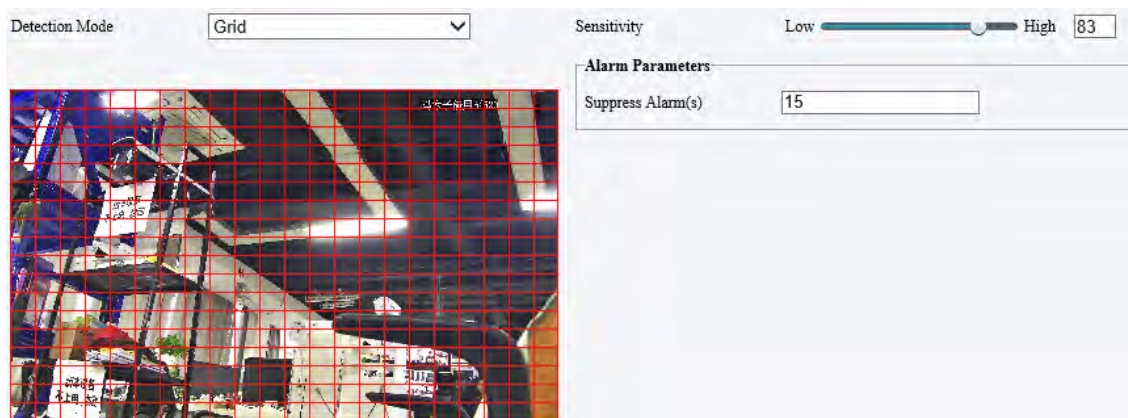 Detection Mode
Grid
Sensitivity
Low
High
83
Alarm Parameters
Suppress Alarm(s)
15